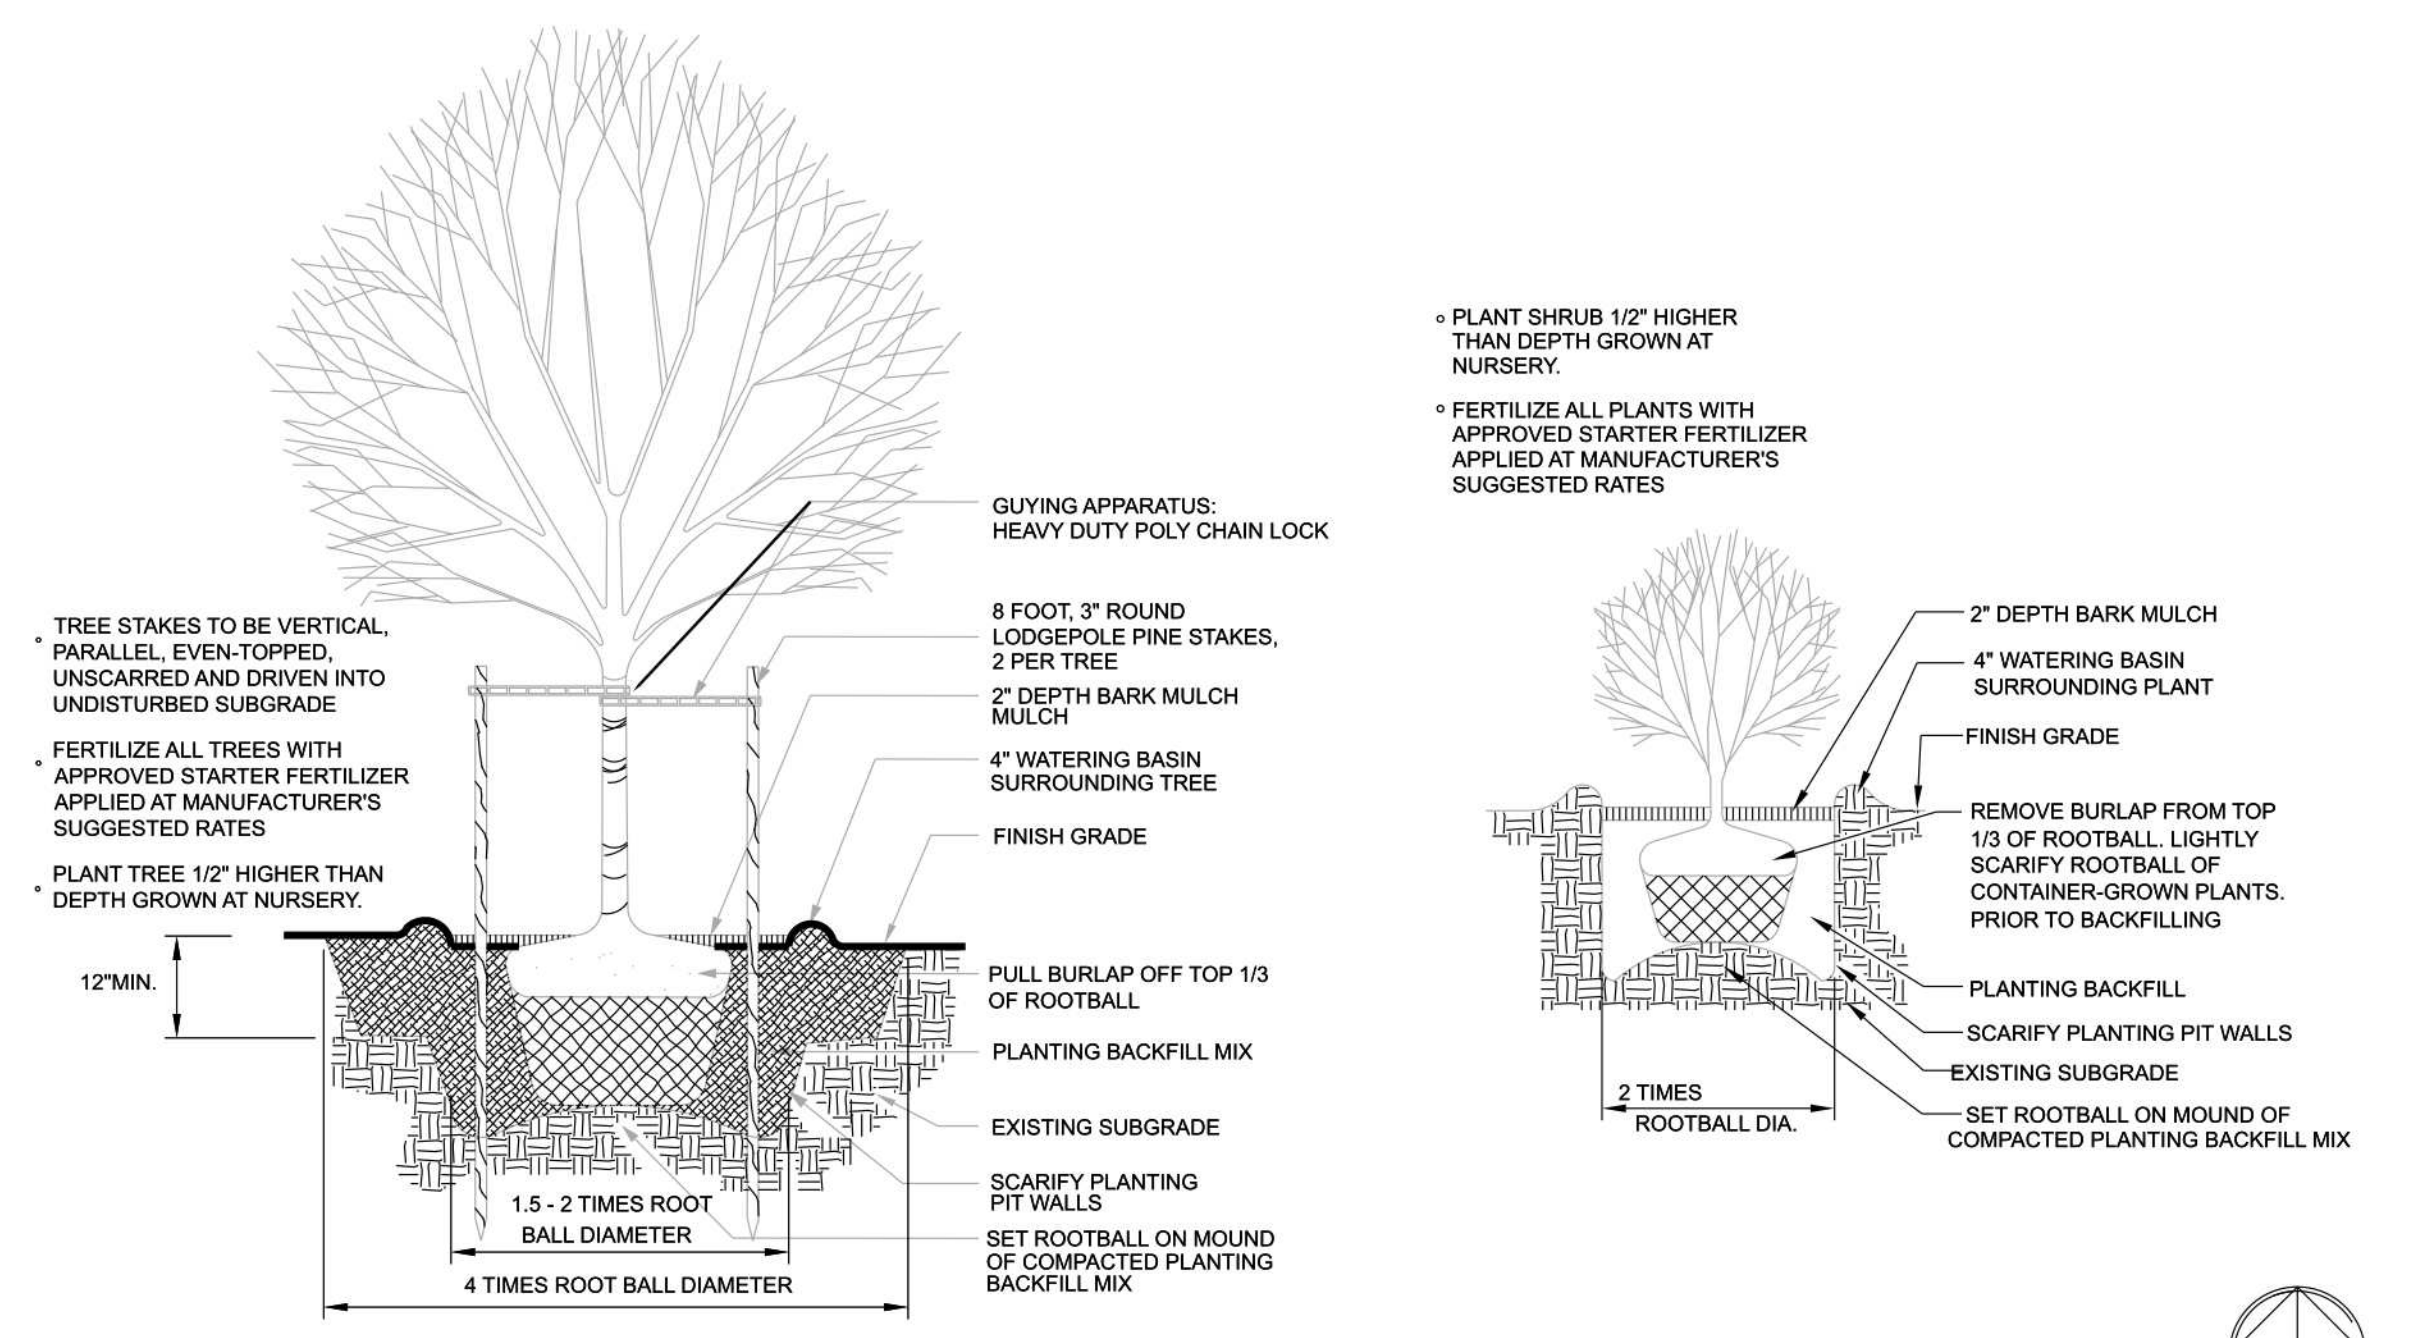 TREE STAKES TO BE VERTICAL,
PARALLEL, EVEN-TOPPED,
UNSCARRED AND DRIVEN INTO
UNDISTURBED SUBGRADE
FERTILIZE ALL TREES WITH
APPROVED STARTER FERTILIZER
APPLIED AT MANUFACTURER'S
SUGGESTED RATES
PLANT TREE 1/2" HIGHER THAN
DEPTH GROWN AT NURSERY.
12"MIN.
GUYING APPARATUS:
HEAVY DUTY POLY CHAIN LOCK
8 FOOT, 3" ROUND
LODGEPOLE PINE STAKES,
2 PER TREE
2" DEPTH BARK MULCH
MULCH
4" WATERING BASIN
SURROUNDING TREE
FINISH GRADE
PULL BURLAP OFF TOP 1/3
OF ROOTBALL
PLANTING BACKFILL MIX
EXISTING SUBGRADE
SCARIFY PLANTING
PIT WALLS
SET ROOTBALL ON MOUND
OF COMPACTED PLANTING
BACKFILL MIX
1.5 - 2 TIMES ROOT
BALL DIAMETER
4 TIMES ROOT BALL DIAMETER
PLANT SHRUB 1/2" HIGHER
THAN DEPTH GROWN AT
NURSERY.
FERTILIZE ALL PLANTS WITH
APPROVED STARTER FERTILIZER
APPLIED AT MANUFACTURER'S
SUGGESTED RATES
2" DEPTH BARK MULCH
4" WATERING BASIN
SURROUNDING PLANT
FINISH GRADE
REMOVE BURLAP FROM TOP
1/3 OF ROOTBALL. LIGHTLY
SCARIFY ROOTBALL OF
CONTAINER-GROWN PLANTS.
PRIOR TO BACKFILLING
PLANTING BACKFILL
SCARIFY PLANTING PIT WALLS
EXISTING SUBGRADE
SET ROOTBALL ON MOUND OF
COMPACTED PLANTING BACKFILL MIX
2 TIMES
ROOTBALL DIA.